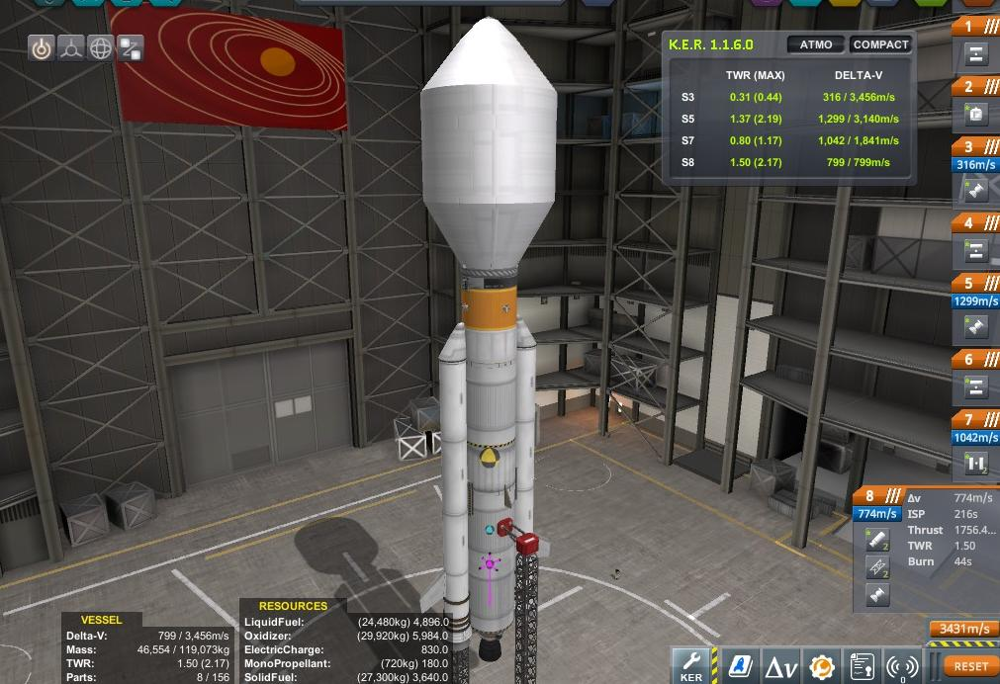 K.E.R. 1.1.6.0 ATMO COMPACT
TWR (MAX) DELTA-V
S3 0.31 (0.44) 316 / 3,456m/s
S5 1.37 (2.19) 1,299 / 3,140m/s
S7 0.80 (1.17) 1,042 / 1,841m/s
S8 1.50 (2.17) 799 / 799m/s
1
2
3
316m/s
4
5
1299m/s
6
7
1042m/s
2
8
774m/s
2
2
Δv 774m/s
ISP 216s
Thrust 1756.4...
TWR 1.50
Burn 44s
VESSEL
Delta-V: 799 / 3,456m/s
Mass: 46,554 / 119,073kg
TWR: 1.50 (2.17)
Parts: 8 / 156
RESOURCES
LiquidFuel: (24,480kg) 4,896.0
Oxidizer: (29,920kg) 5,984.0
ElectricCharge: 830.0
MonoPropellant: (720kg) 180.0
SolidFuel: (27,300kg) 3,640.0
3431m/s
KER
Δv
0
RESET